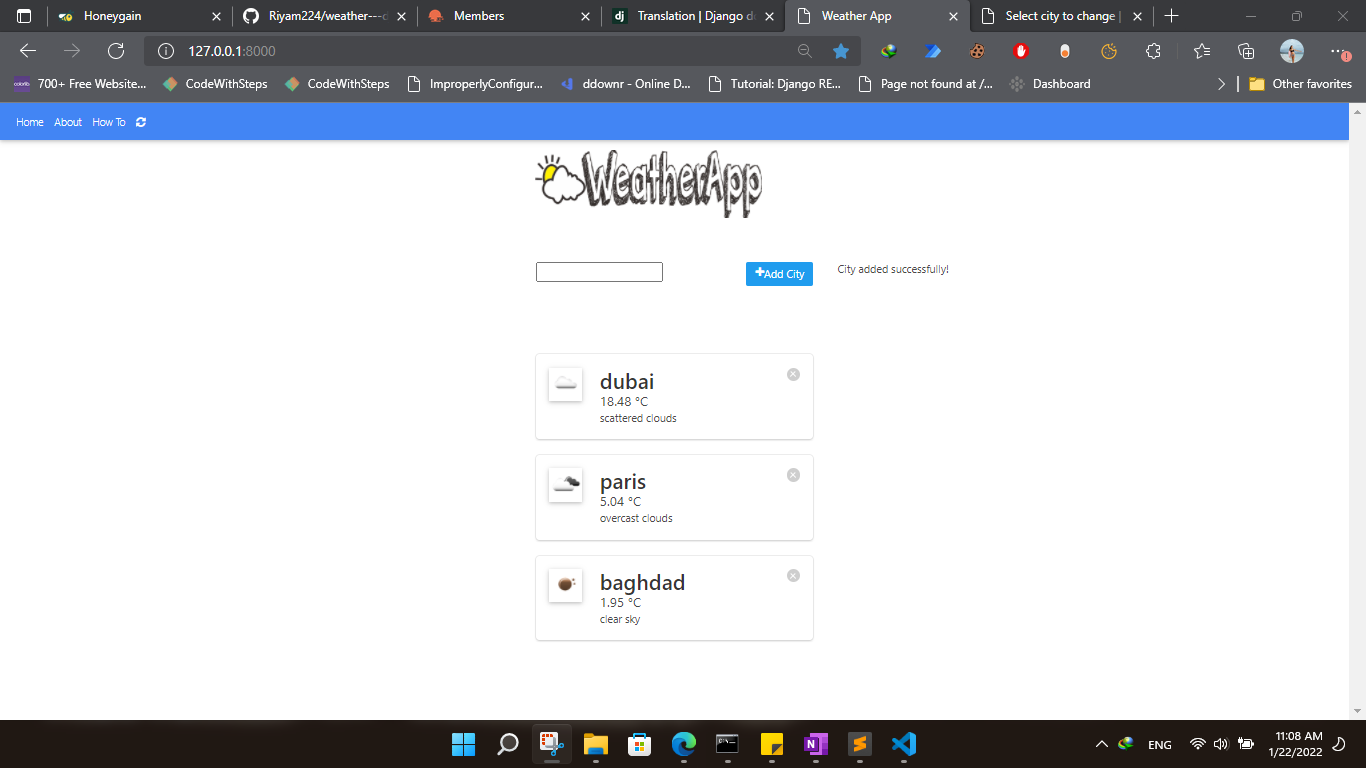 Honeygain
Riyam224/weather---d
Members
Translation | Django d
Weather App
Select city to change |
127.0.0.1:8000
700+ Free Website...
CodeWithSteps
CodeWithSteps
ImproperlyConfigur...
ddownr - Online D...
Tutorial: Django RE...
Page not found at /...
Dashboard
Other favorites
Home About How To
WeatherApp
Add City
City added successfully!
dubai
18.48 °C
scattered clouds
paris
5.04 °C
overcast clouds
baghdad
1.95 °C
clear sky
ENG
11:08 AM
1/22/2022